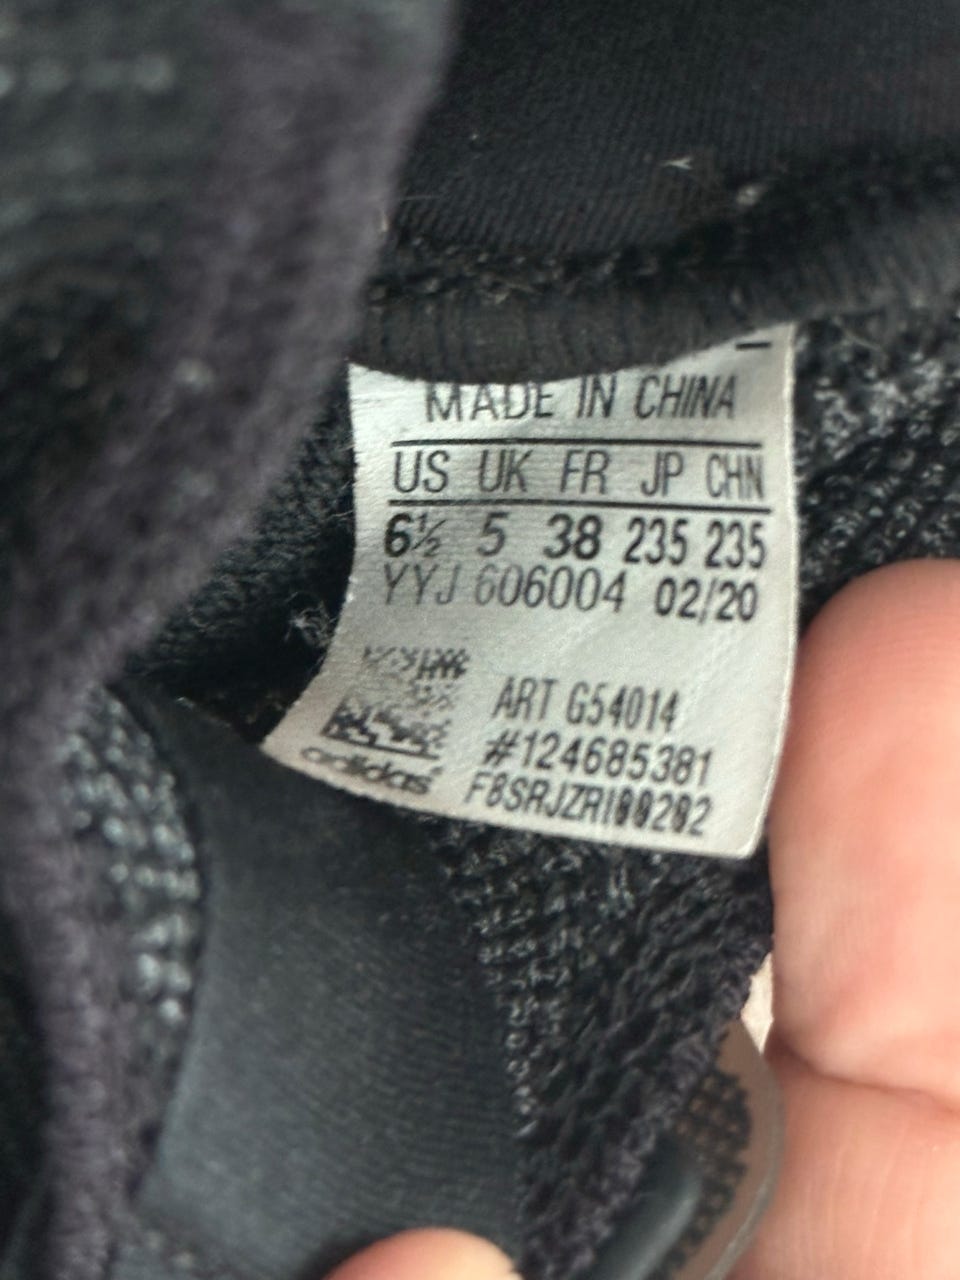 MADE IN CHINA
US UK FR JP CHN
6½ 5 38 235 235
YYJ 606004 02/20
ART G54014
#124685381
adidas